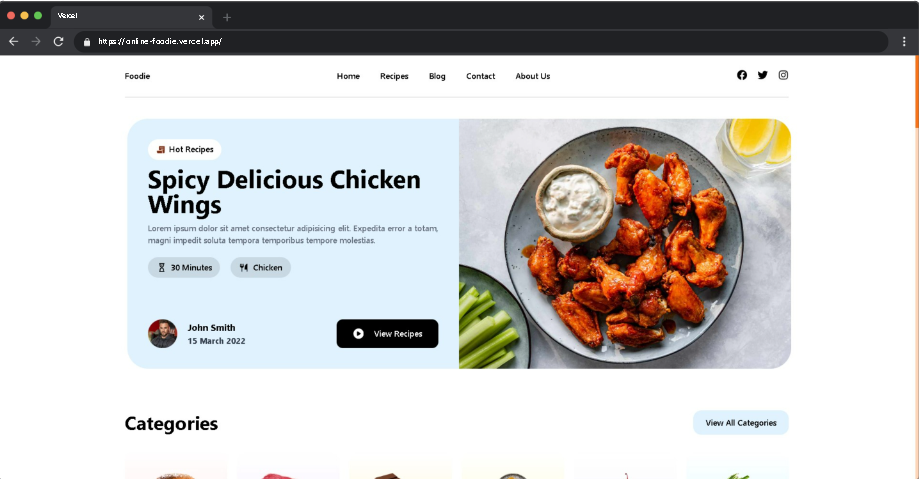 Vercel
https://online-foodie.vercel.app/
Foodie
Home Recipes Blog Contact About Us
Hot Recipes
Spicy Delicious Chicken
Wings
Lorem ipsum dolor sit amet consectetur adipisicing elit. Expedita error a totam,
magni impedit soluta tempora temporibus tempore molestias.
30 Minutes Chicken
John Smith
15 March 2022
View Recipes
Categories
View All Categories